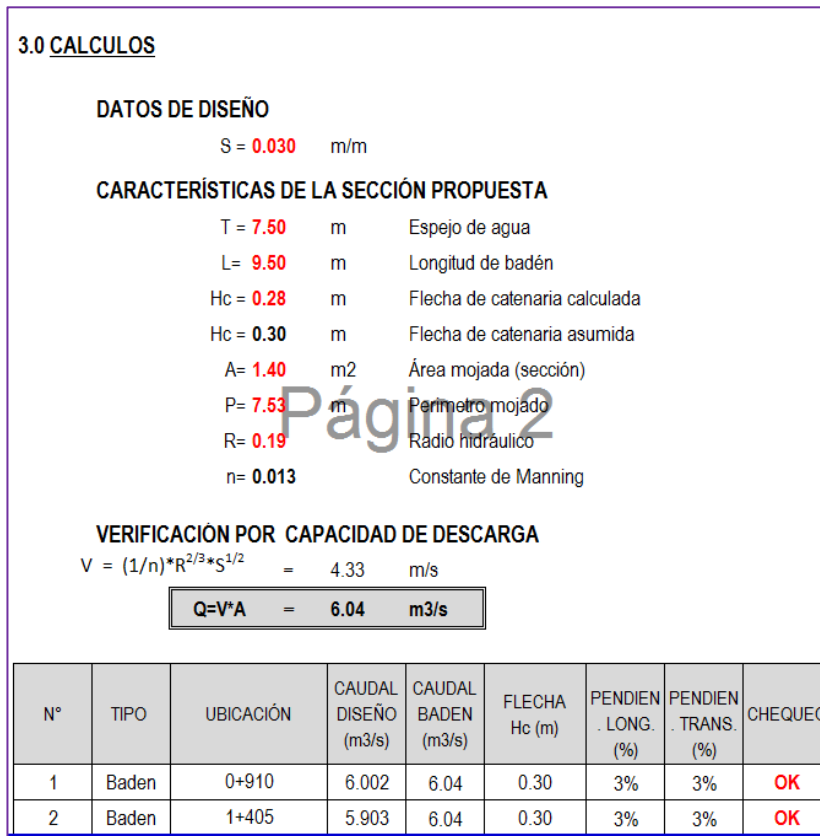 3.0 CALCULOS
DATOS DE DISEÑO
S = 0.030 m/m
CARACTERÍSTICAS DE LA SECCIÓN PROPUESTA
T = 7.50 m Espejo de agua
L= 9.50 m Longitud de badén
Hc = 0.28 m Flecha de catenaria calculada
Hc = 0.30 m Flecha de catenaria asumida
A= 1.40 m2 Área mojada (sección)
P= 7.53 m Perimetro mojado
R= 0.19 Radio hidráulico
Página 2
n= 0.013 Constante de Manning
VERIFICACIÓN POR CAPACIDAD DE DESCARGA
V = (1/n)*R^2/3*S^1/2 = 4.33 m/s
Q=V*A = 6.04 m3/s
N° TIPO UBICACIÓN CAUDAL DISEÑO (m3/s) CAUDAL BADEN (m3/s) FLECHA Hc (m) PENDIEN . LONG. (%) PENDIEN . TRANS. (%) CHEQUEO
1 Baden 0+910 6.002 6.04 0.30 3% 3% OK
2 Baden 1+405 5.903 6.04 0.30 3% 3% OK